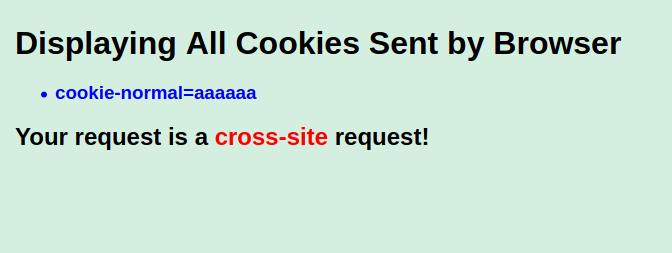 Displaying All Cookies Sent by Browser
• cookie-normal=aaaaaa
Your request is a cross-site request!